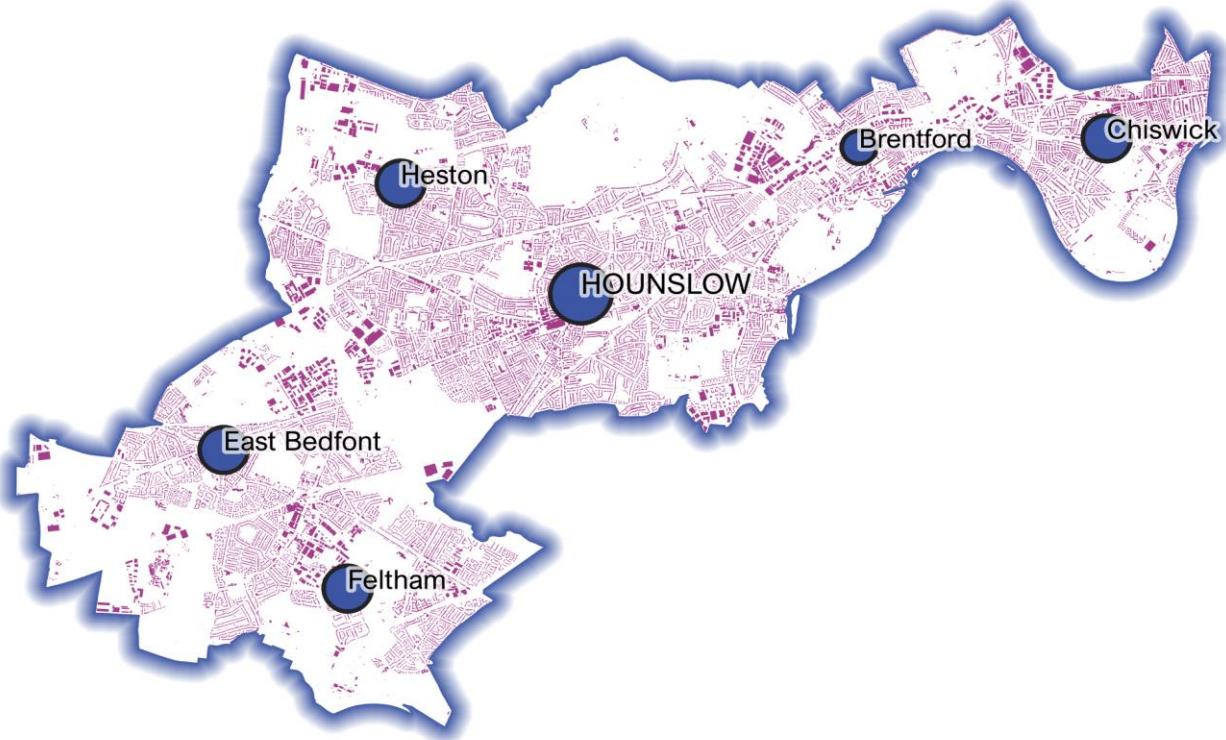 Chiswick
Brentford
Heston
HOUNSLOW
East Bedfont
Feltham